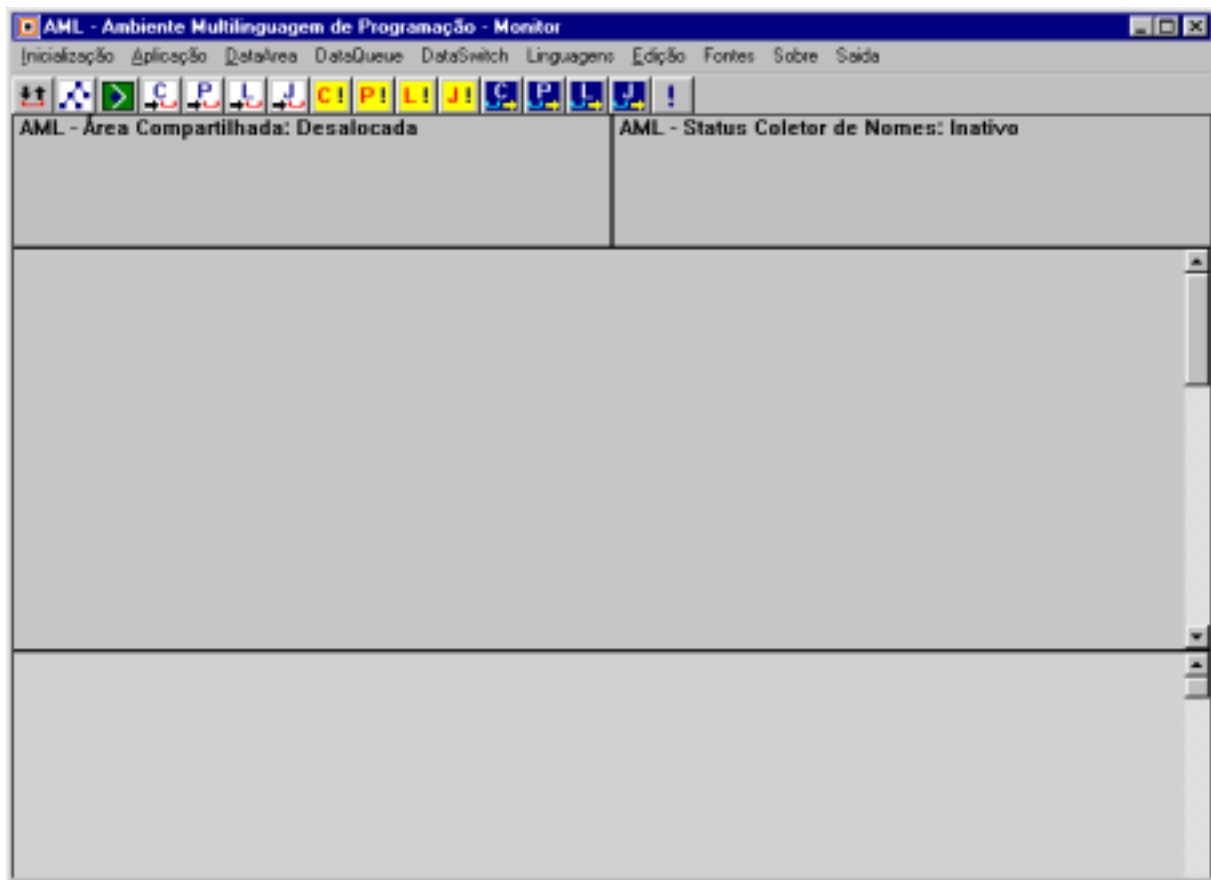 AML - Ambiente Multilinguagem de Programação - Monitor
Inicialização Aplicação DataArea DataQueue DataSwitch Linguagens Edição Fontes Sobre Saida
C P L J C! P! L! J! C P L J !
AML - Área Compartilhada: Desalocada
AML - Status Coletor de Nomes: Inativo